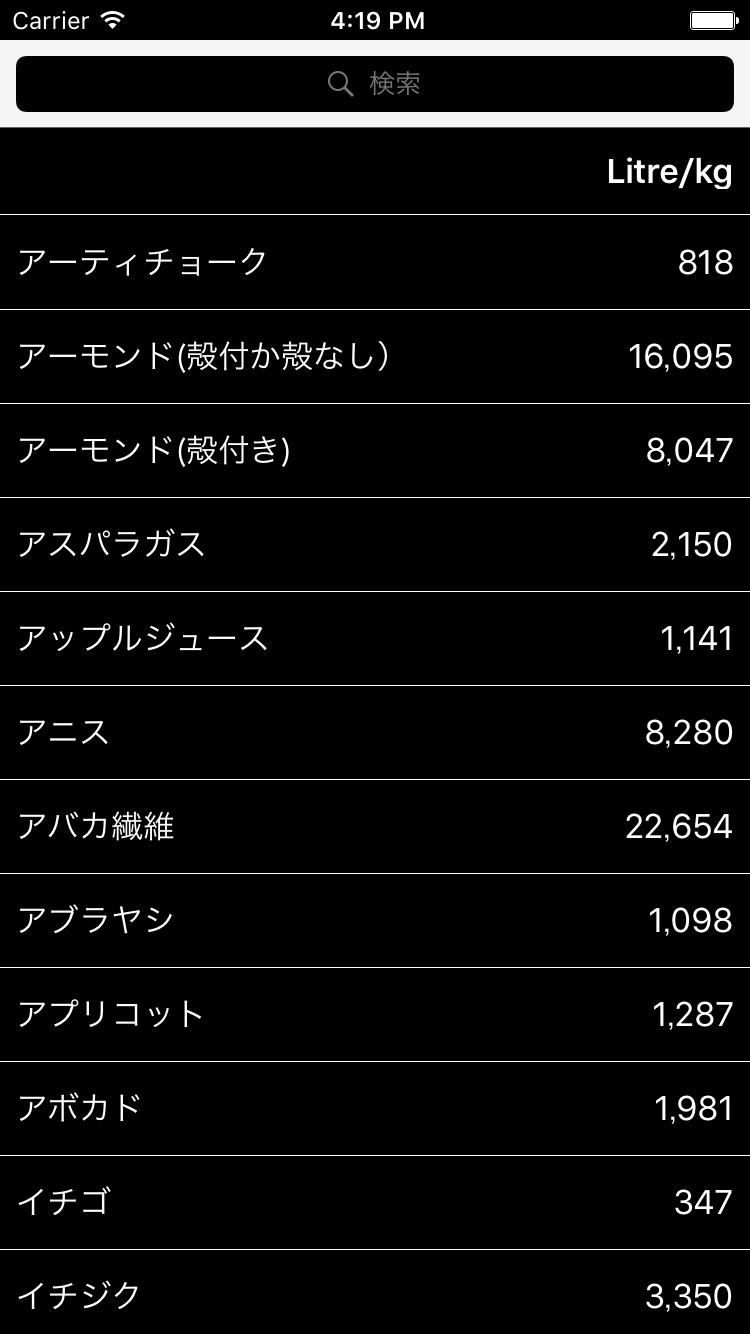 Carrier 4:19 PM
検索
Litre/kg
アーティチョーク 818
アーモンド(殻付か殻なし） 16,095
アーモンド(殻付き) 8,047
アスパラガス 2,150
アップルジュース 1,141
アニス 8,280
アバカ繊維 22,654
アブラヤシ 1,098
アプリコット 1,287
アボカド 1,981
イチゴ 347
イチジク 3,350